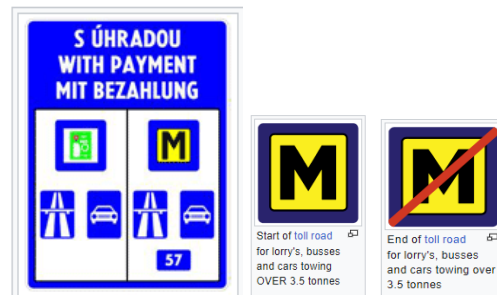 S ÚHRADOU
WITH PAYMENT
MIT BEZAHLUNG
M
57
M
Start of toll road
for lorry's, busses
and cars towing
OVER 3.5 tonnes
M
End of toll road
for lorry's, busses
and cars towing over
3.5 tonnes